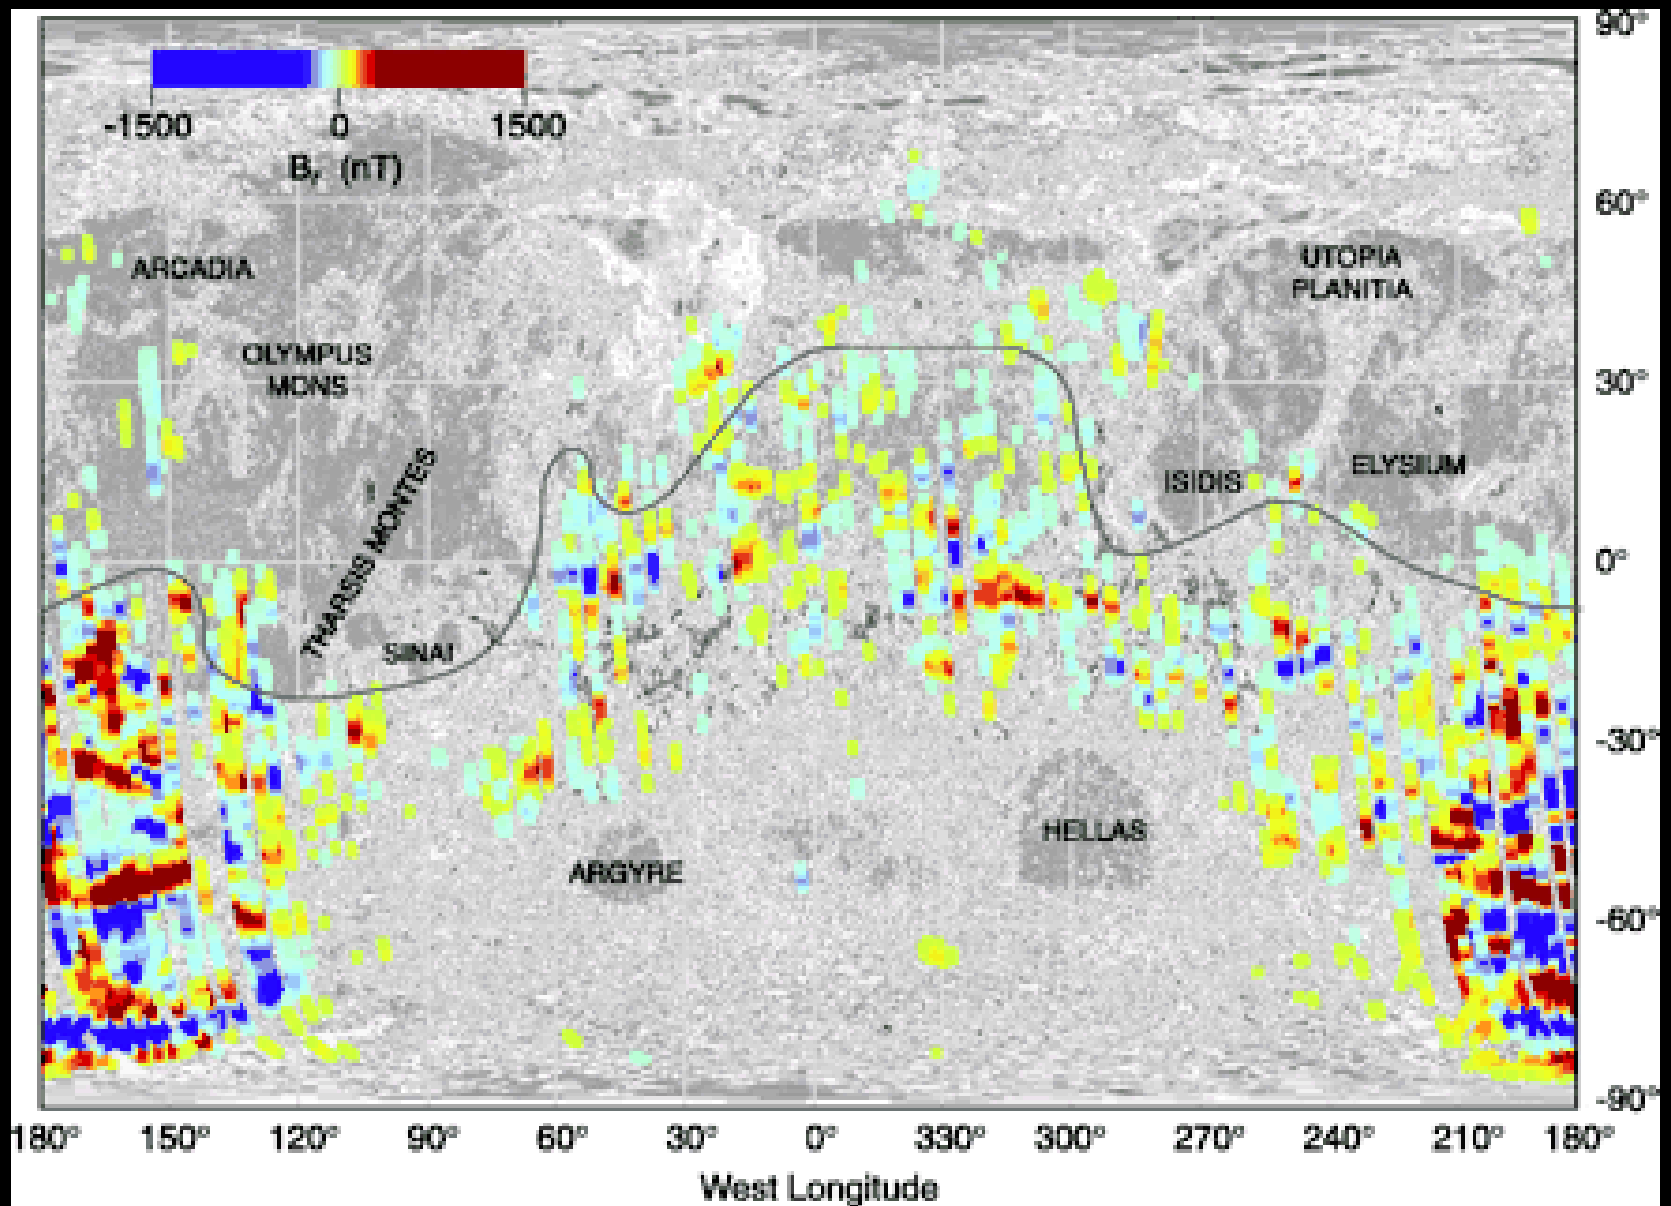 90°
-1500 0 1500
Bᵣ (nT)
60°
ARCADIA
UTOPIA
PLANITIA
OLYMPUS
MONS
30°
THARSIS MONTES
ISIDIS
ELYSIUM
0°
SINAI
-30°
HELLAS
ARGYRE
-60°
-90°
180° 150° 120° 90° 60° 30° 0° 330° 300° 270° 240° 210° 180°
West Longitude